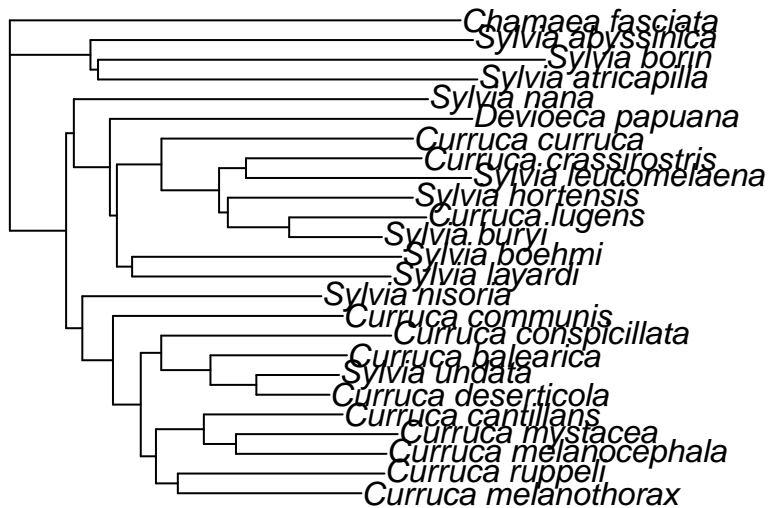 Chamaea fasciata
Sylvia abyssinica
Sylvia borin
Sylvia atricapilla
Sylvia nana
Devioeca papuana
Curruca curruca
Curruca crassirostris
Sylvia leucomelaena
Sylvia hortensis
Curruca lugens
Sylvia buryi
Sylvia boehmi
Sylvia layardi
Sylvia nisoria
Curruca communis
Curruca conspicillata
Curruca balearica
Sylvia undata
Curruca deserticola
Curruca cantillans
Curruca mystacea
Curruca melanocephala
Curruca ruppeli
Curruca melanothorax